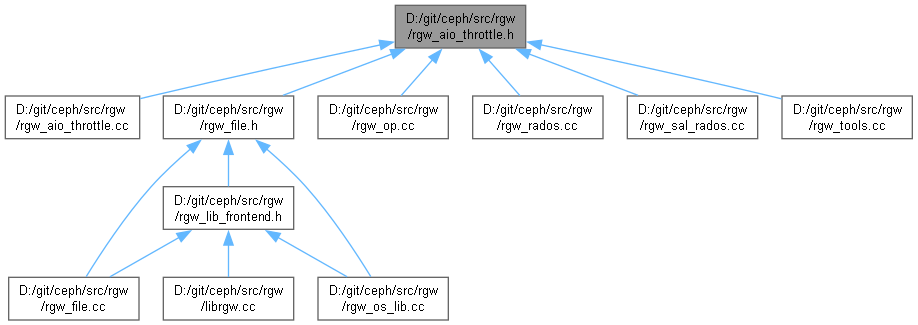 D:/git/ceph/src/rgw
/rgw_aio_throttle.h
D:/git/ceph/src/rgw
/rgw_aio_throttle.cc
D:/git/ceph/src/rgw
/rgw_file.h
D:/git/ceph/src/rgw
/rgw_op.cc
D:/git/ceph/src/rgw
/rgw_rados.cc
D:/git/ceph/src/rgw
/rgw_sal_rados.cc
D:/git/ceph/src/rgw
/rgw_tools.cc
D:/git/ceph/src/rgw
/rgw_lib_frontend.h
D:/git/ceph/src/rgw
/rgw_file.cc
D:/git/ceph/src/rgw
/librgw.cc
D:/git/ceph/src/rgw
/rgw_os_lib.cc